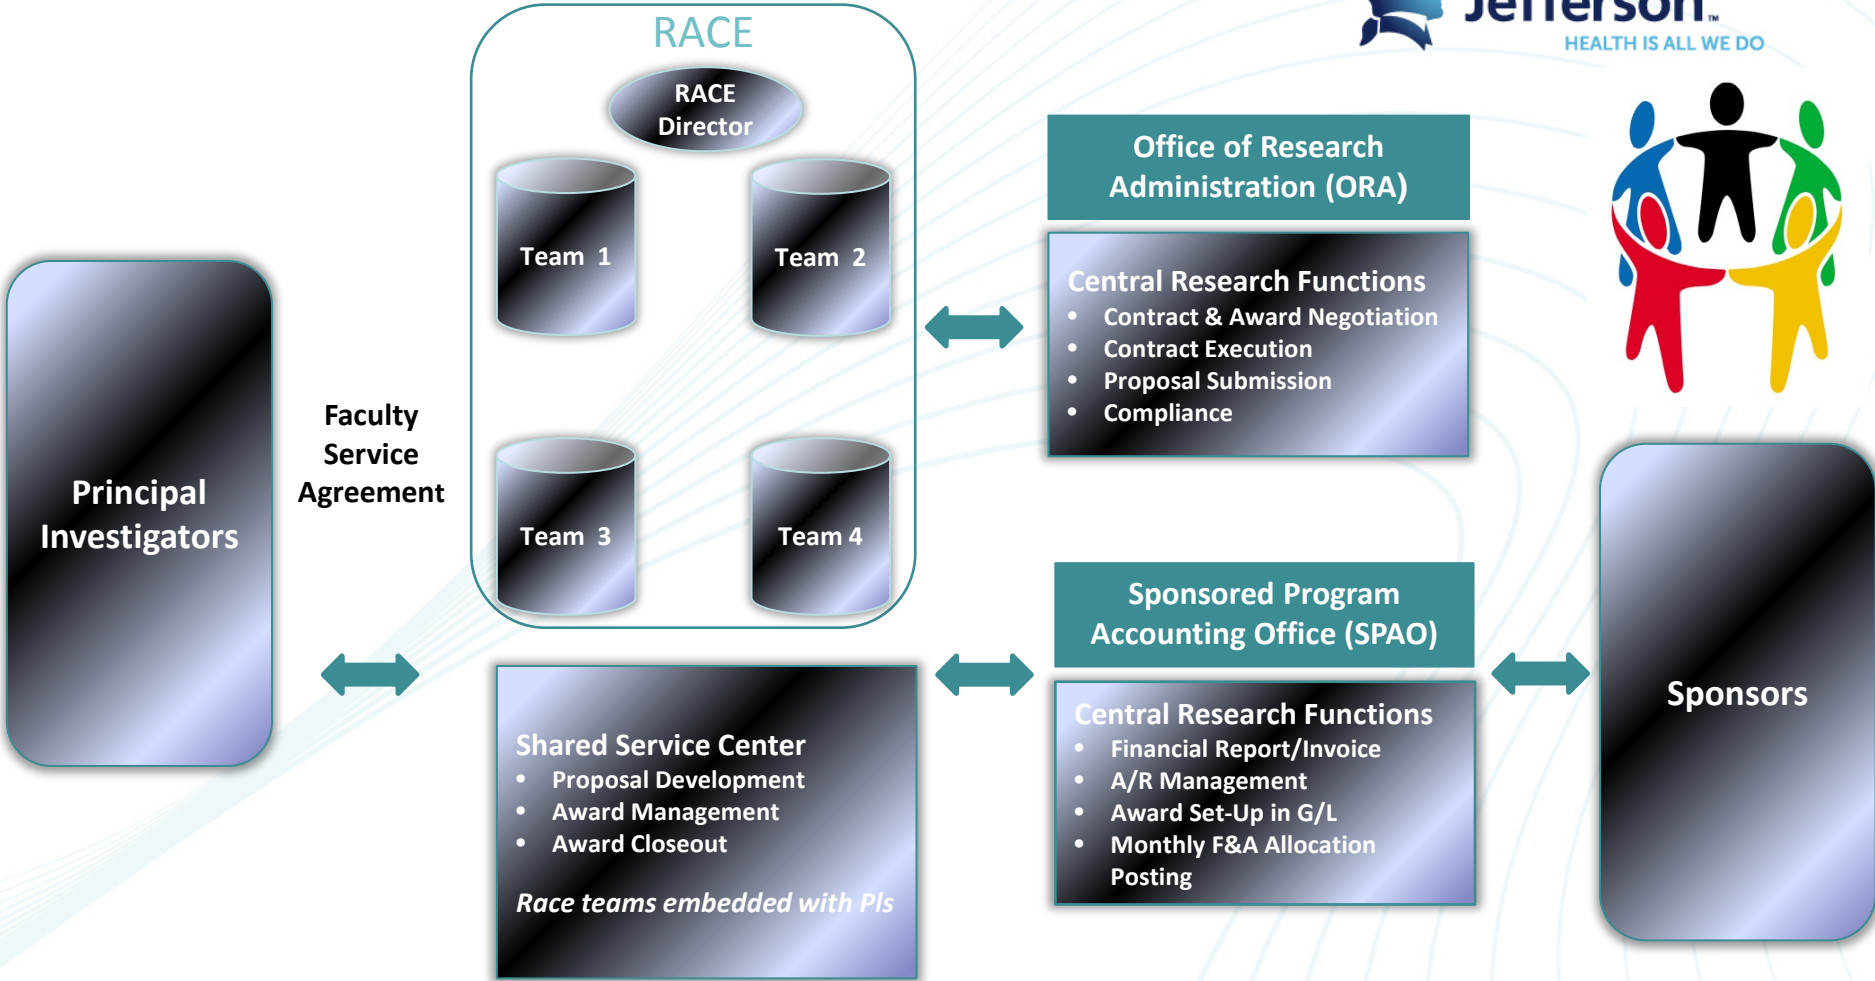 Jefferson™
HEALTH IS ALL WE DO
RACE
RACE
Director
Team 1
Team 2
Team 3
Team 4
Principal
Investigators
Faculty
Service
Agreement
Shared Service Center
• Proposal Development
• Award Management
• Award Closeout
Race teams embedded with PIs
Office of Research
Administration (ORA)
Central Research Functions
• Contract & Award Negotiation
• Contract Execution
• Proposal Submission
• Compliance
Sponsored Program
Accounting Office (SPAO)
Central Research Functions
• Financial Report/Invoice
• A/R Management
• Award Set-Up in G/L
• Monthly F&A Allocation
Posting
Sponsors